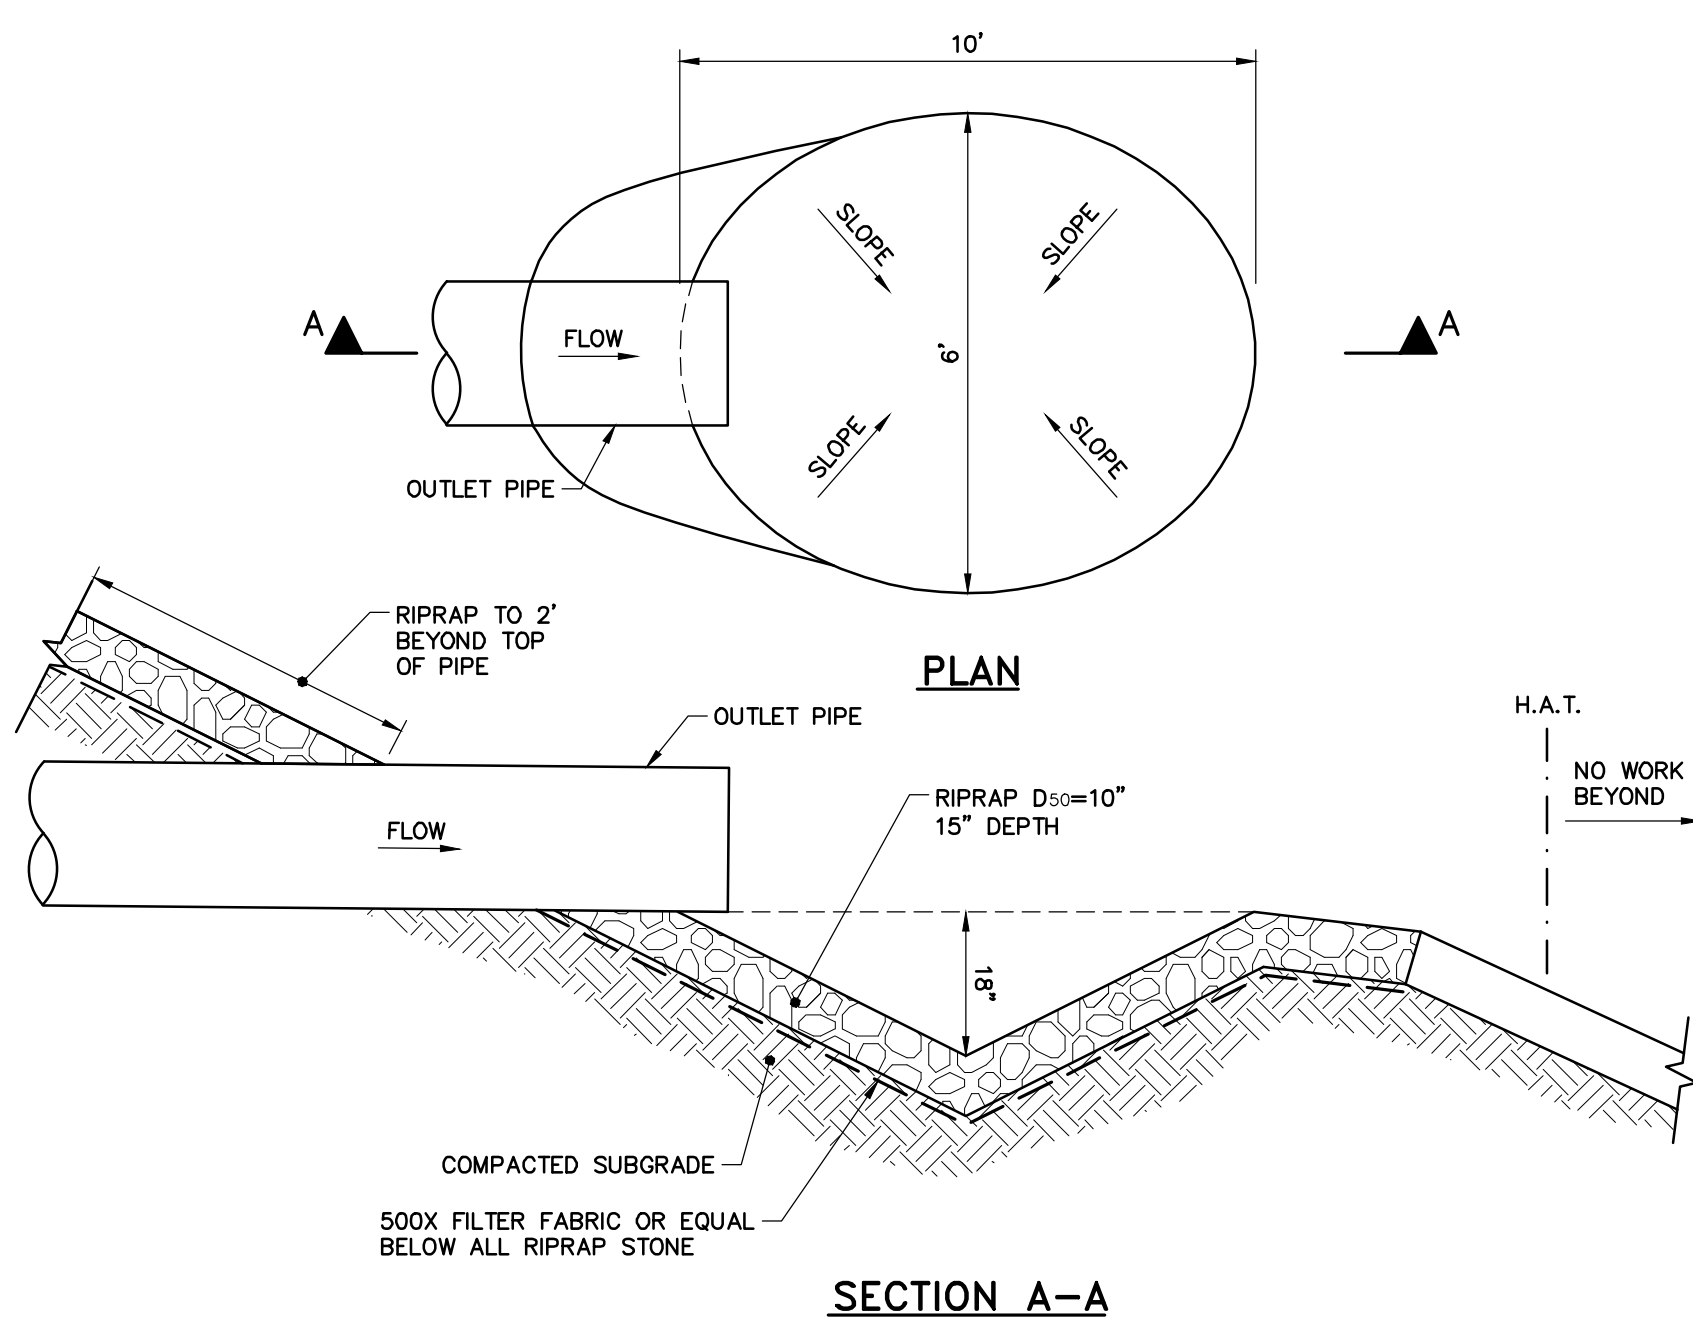 10'
SLOPE
SLOPE
A
FLOW
6'
A
SLOPE
SLOPE
OUTLET PIPE
PLAN
RIPRAP TO 2'
BEYOND TOP
OF PIPE
OUTLET PIPE
H.A.T.
NO WORK
BEYOND
RIPRAP D50=10"
15" DEPTH
FLOW
18"
COMPACTED SUBGRADE
500X FILTER FABRIC OR EQUAL
BELOW ALL RIPRAP STONE
SECTION A-A